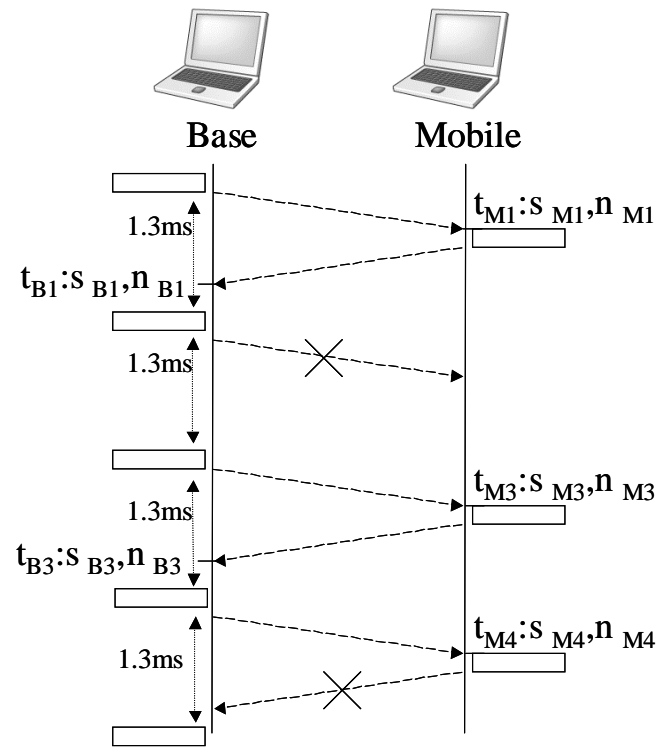 Base Mobile
t_M1:s_M1,n_M1
1.3ms
t_B1:s_B1,n_B1
1.3ms
t_M3:s_M3,n_M3
1.3ms
t_B3:s_B3,n_B3
t_M4:s_M4,n_M4
1.3ms